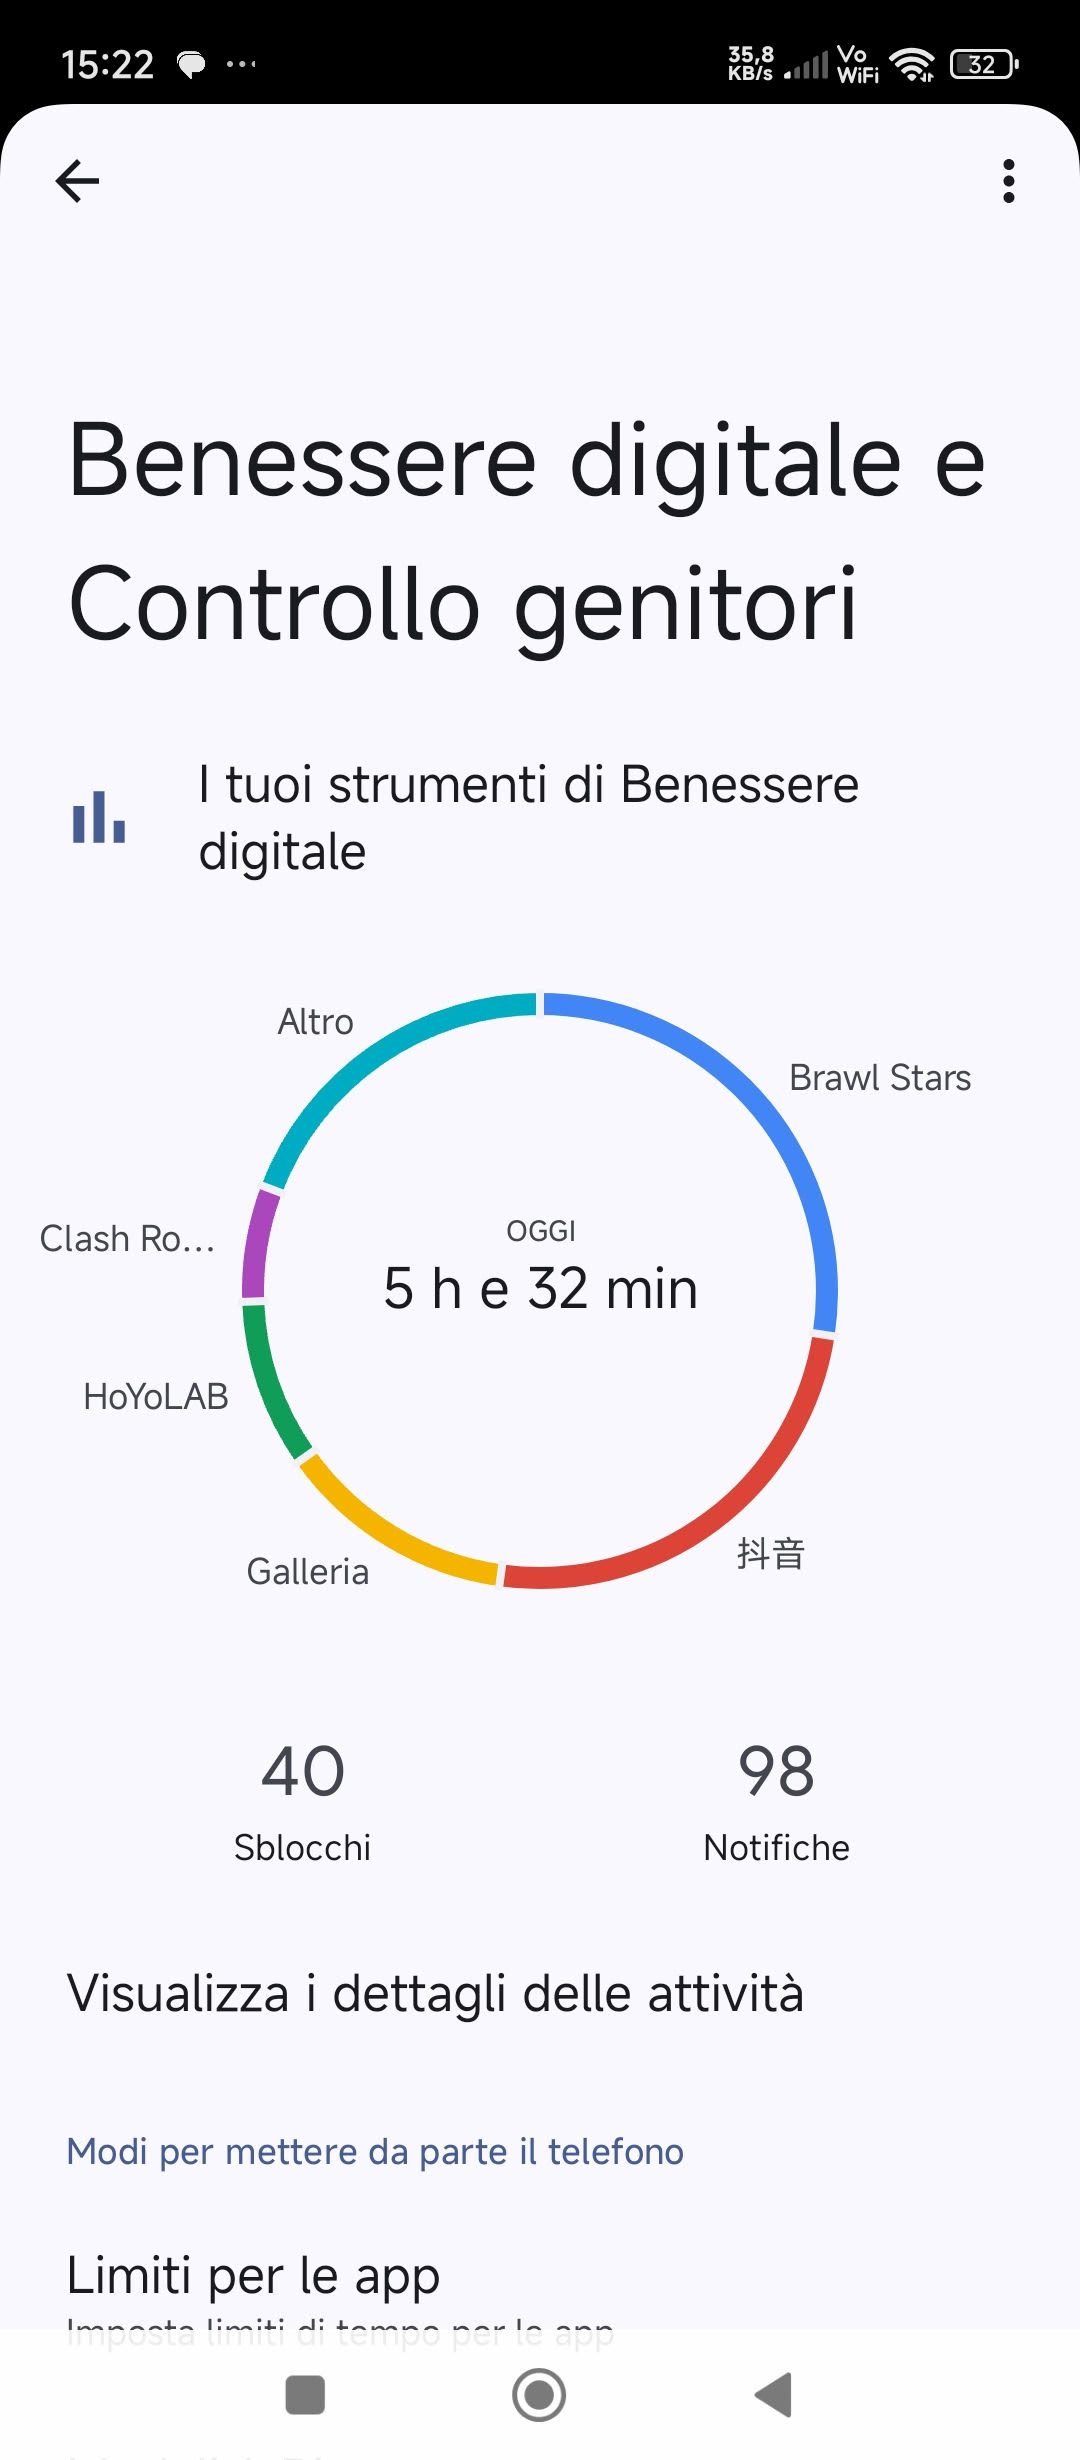 15:22
35,8 KB/s
Vo WiFi
32
Benessere digitale e
Controllo genitori
I tuoi strumenti di Benessere
digitale
Altro
Brawl Stars
Clash Ro...
OGGI
5 h e 32 min
HoYoLAB
抖音
Galleria
40
98
Sblocchi
Notifiche
Visualizza i dettagli delle attività
Modi per mettere da parte il telefono
Limiti per le app
Imposta limiti di tempo per le app